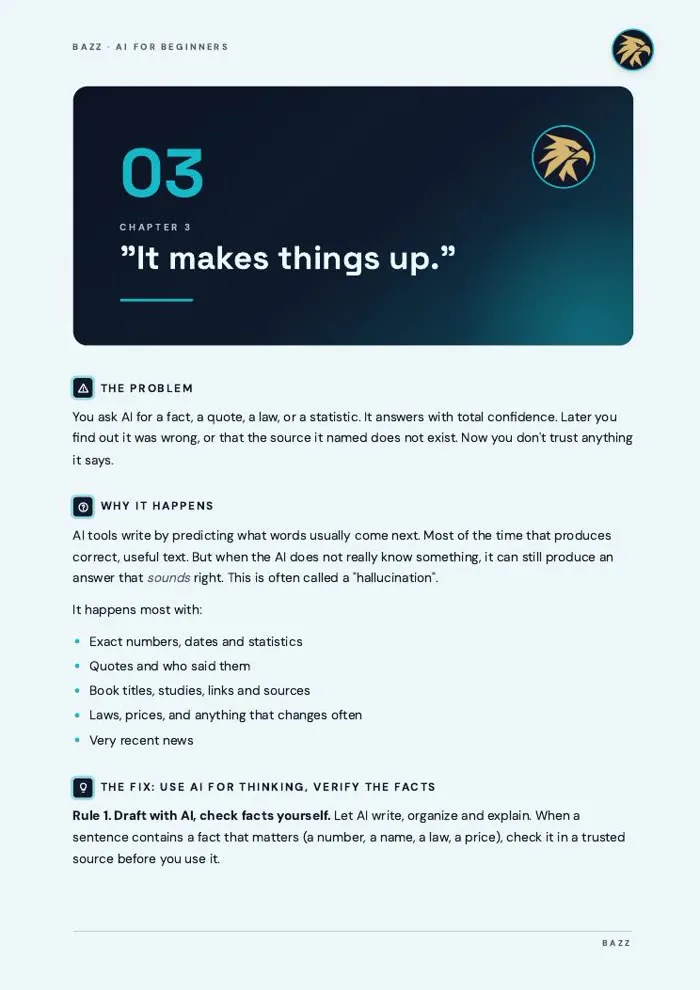 BAZZ · AI FOR BEGINNERS
03
CHAPTER 3
”It makes things up.”
THE PROBLEM
You ask AI for a fact, a quote, a law, or a statistic. It answers with total confidence. Later you
find out it was wrong, or that the source it named does not exist. Now you don't trust anything
it says.
WHY IT HAPPENS
AI tools write by predicting what words usually come next. Most of the time that produces
correct, useful text. But when the AI does not really know something, it can still produce an
answer that sounds right. This is often called a "hallucination".
It happens most with:
• Exact numbers, dates and statistics
• Quotes and who said them
• Book titles, studies, links and sources
• Laws, prices, and anything that changes often
• Very recent news
THE FIX: USE AI FOR THINKING, VERIFY THE FACTS
Rule 1. Draft with AI, check facts yourself. Let AI write, organize and explain. When a
sentence contains a fact that matters (a number, a name, a law, a price), check it in a trusted
source before you use it.
BAZZ